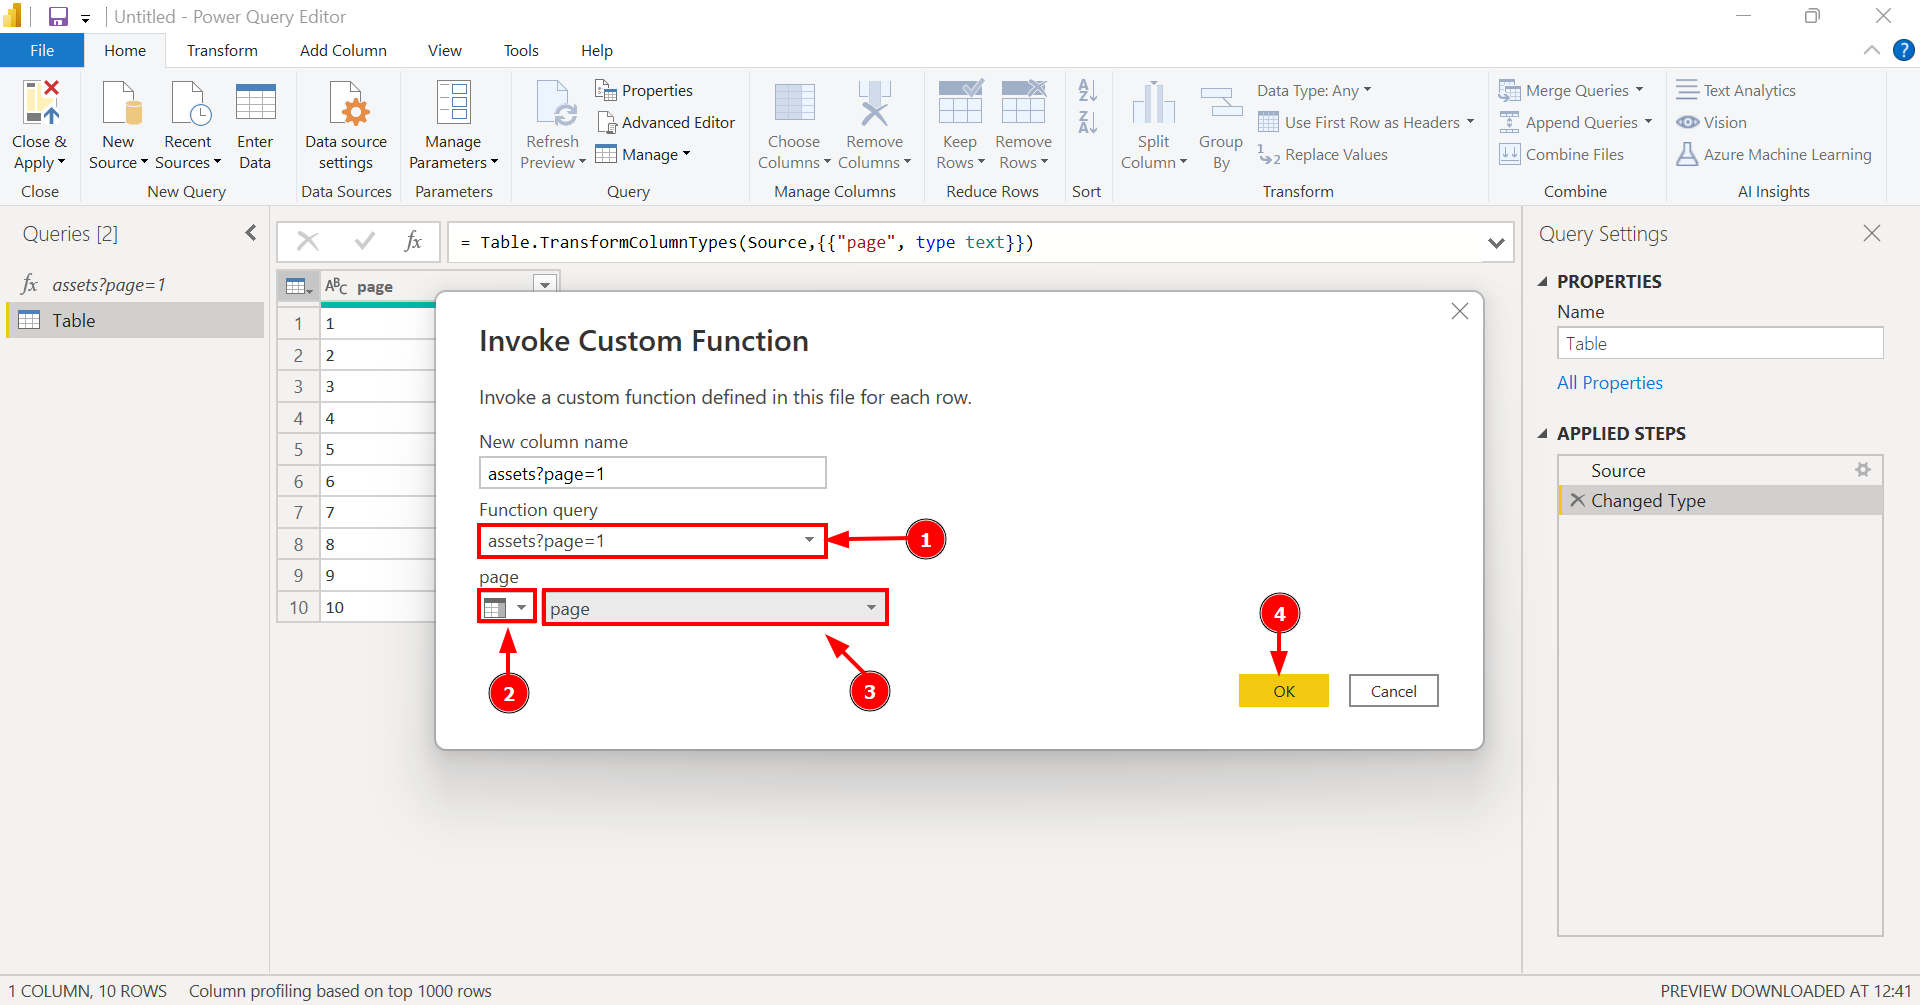 Untitled - Power Query Editor
File
Home
Transform
Add Column
View
Tools
Help
?
Close &
Apply
Close
New
Source
Recent
Sources
Enter
Data
New Query
Data source
settings
Data Sources
Manage
Parameters
Parameters
Refresh
Preview
Properties
Advanced Editor
Manage
Query
Choose
Columns
Remove
Columns
Manage Columns
Keep
Rows
Remove
Rows
Reduce Rows
A
Z
Z
A
Sort
Split
Column
Group
By
Data Type: Any
Use First Row as Headers
1
2
Replace Values
Transform
Merge Queries
Append Queries
Combine Files
Combine
Text Analytics
Vision
Azure Machine Learning
AI Insights
Queries [2]
fx assets?page=1
Table
fx
= Table.TransformColumnTypes(Source,{{"page", type text}})
ABC page
1 1
2 2
3 3
4 4
5 5
6 6
7 7
8 8
9 9
10 10
Invoke Custom Function
Invoke a custom function defined in this file for each row.
New column name
assets?page=1
Function query
assets?page=1
1
page
page
2
3
4
OK
Cancel
Query Settings
PROPERTIES
Name
Table
All Properties
APPLIED STEPS
Source
Changed Type
1 COLUMN, 10 ROWS
Column profiling based on top 1000 rows
PREVIEW DOWNLOADED AT 12:41